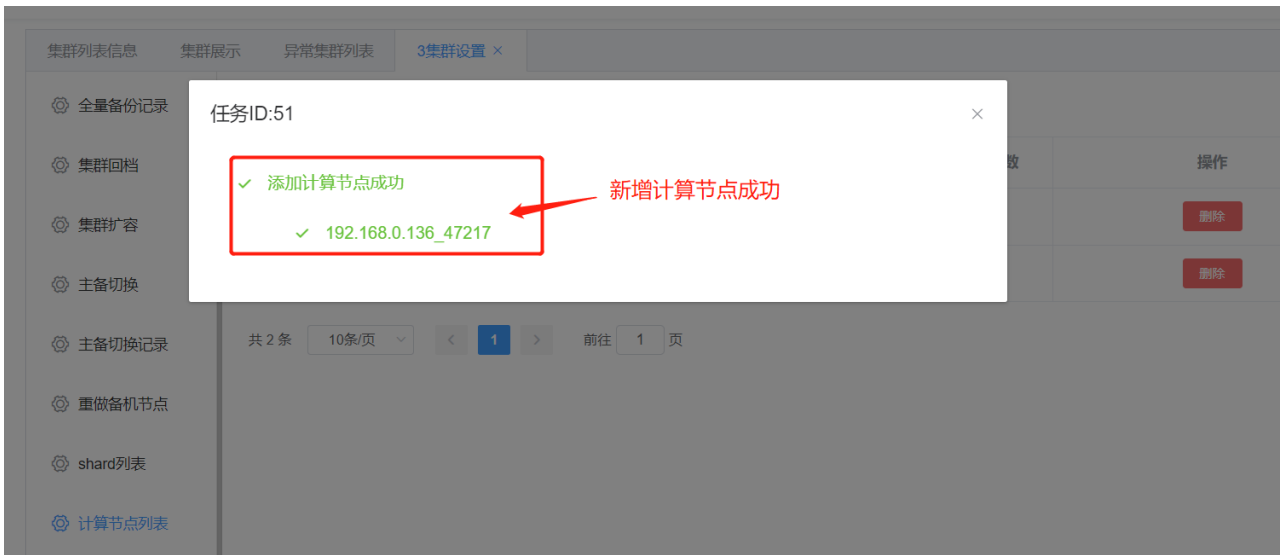 集群列表信息 集群展示 异常集群列表 3集群设置 ×
全量备份记录
集群回档
集群扩容
主备切换
主备切换记录
重做备机节点
shard列表
计算节点列表
任务ID:51
添加计算节点成功
192.168.0.136_47217
新增计算节点成功
数 操作
删除
删除
共 2 条 10条/页 < 1 > 前往 1 页